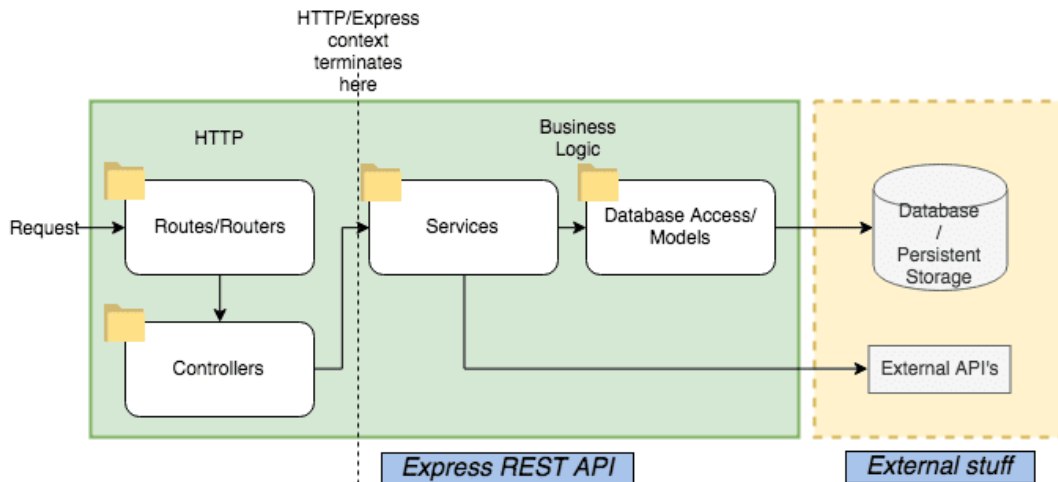 HTTP/Express
context
terminates
here
HTTP
Business
Logic
Request
Routes/Routers
Services
Database Access/
Models
Database
/
Persistent
Storage
Controllers
External API's
Express REST API
External stuff